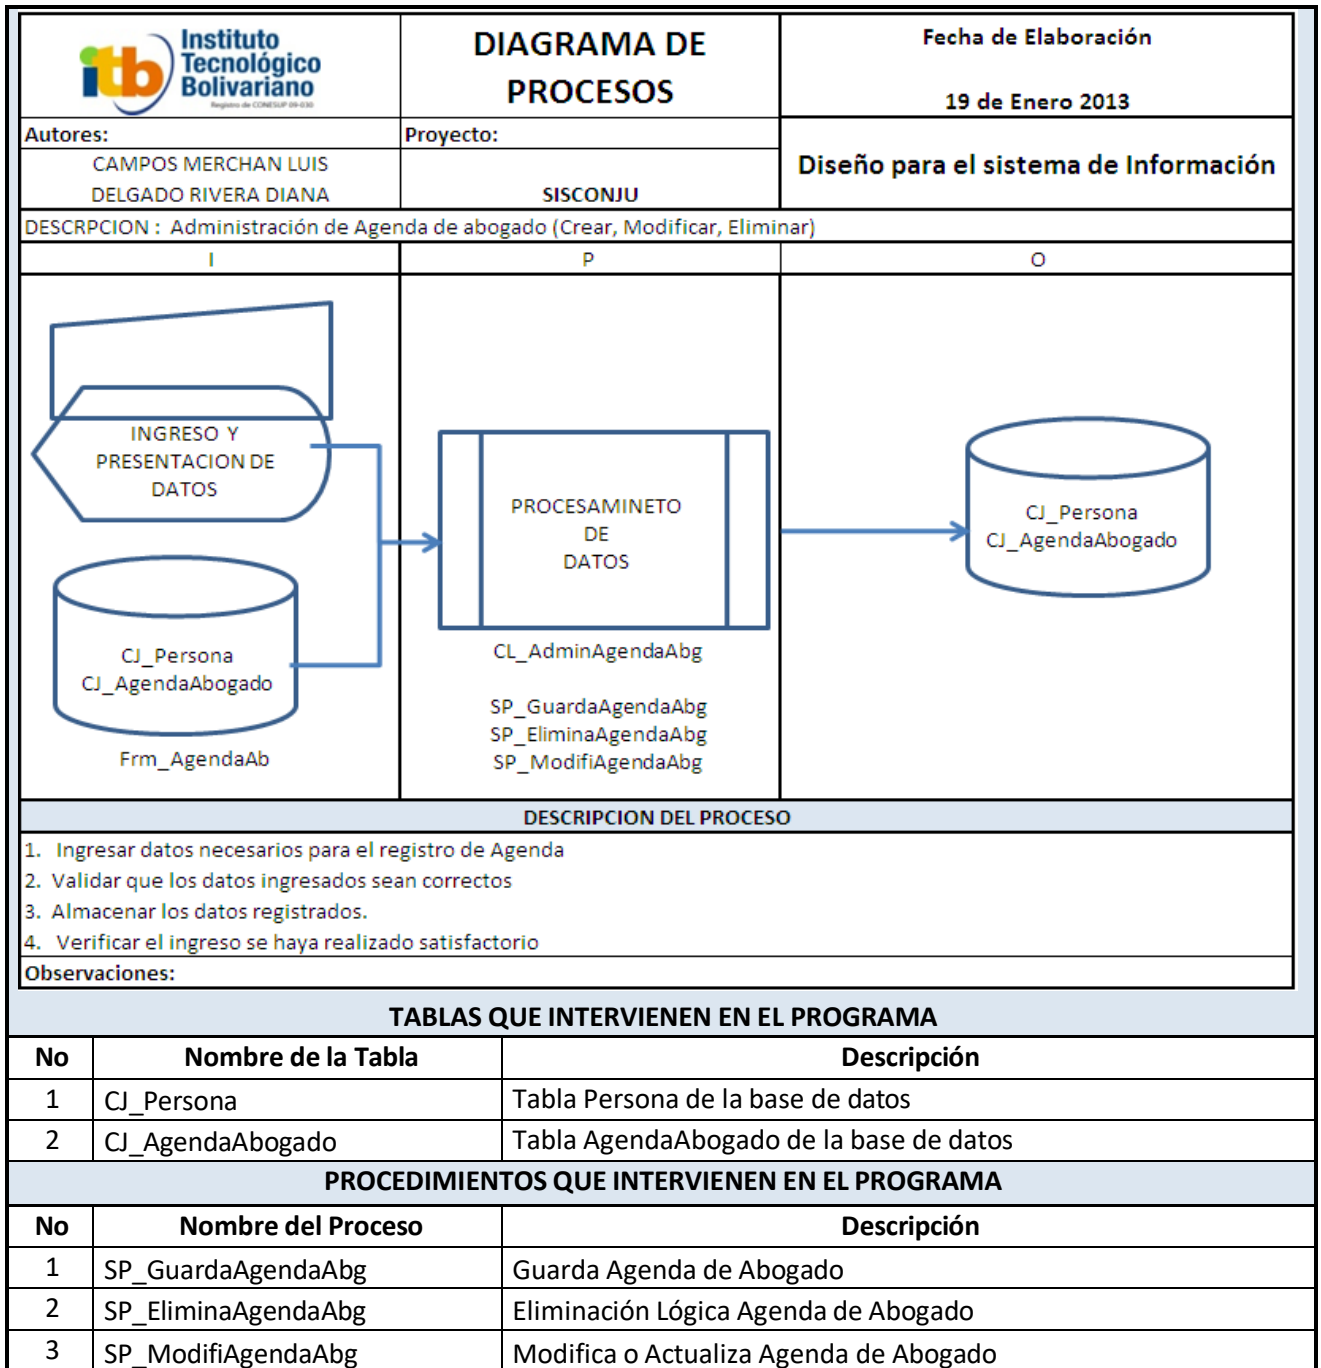 Instituto
Tecnológico
Bolivariano
Registro de CONESUP 09-030
itb
DIAGRAMA DE
PROCESOS
Fecha de Elaboración
19 de Enero 2013
Autores:
CAMPOS MERCHAN LUIS
DELGADO RIVERA DIANA
Proyecto:
SISCONJU
Diseño para el sistema de Información
DESCRPCION : Administración de Agenda de abogado (Crear, Modificar, Eliminar)
I
P
O
INGRESO Y
PRESENTACION DE
DATOS
CJ_Persona
CJ_AgendaAbogado
Frm_AgendaAb
PROCESAMINETO
DE
DATOS
CL_AdminAgendaAbg
SP_GuardaAgendaAbg
SP_EliminaAgendaAbg
SP_ModifiAgendaAbg
CJ_Persona
CJ_AgendaAbogado
DESCRIPCION DEL PROCESO
1. Ingresar datos necesarios para el registro de Agenda
2. Validar que los datos ingresados sean correctos
3. Almacenar los datos registrados.
4. Verificar el ingreso se haya realizado satisfactorio
Observaciones:
TABLAS QUE INTERVIENEN EN EL PROGRAMA
No Nombre de la Tabla Descripción
1 CJ_Persona Tabla Persona de la base de datos
2 CJ_AgendaAbogado Tabla AgendaAbogado de la base de datos
PROCEDIMIENTOS QUE INTERVIENEN EN EL PROGRAMA
No Nombre del Proceso Descripción
1 SP_GuardaAgendaAbg Guarda Agenda de Abogado
2 SP_EliminaAgendaAbg Eliminación Lógica Agenda de Abogado
3 SP_ModifiAgendaAbg Modifica o Actualiza Agenda de Abogado